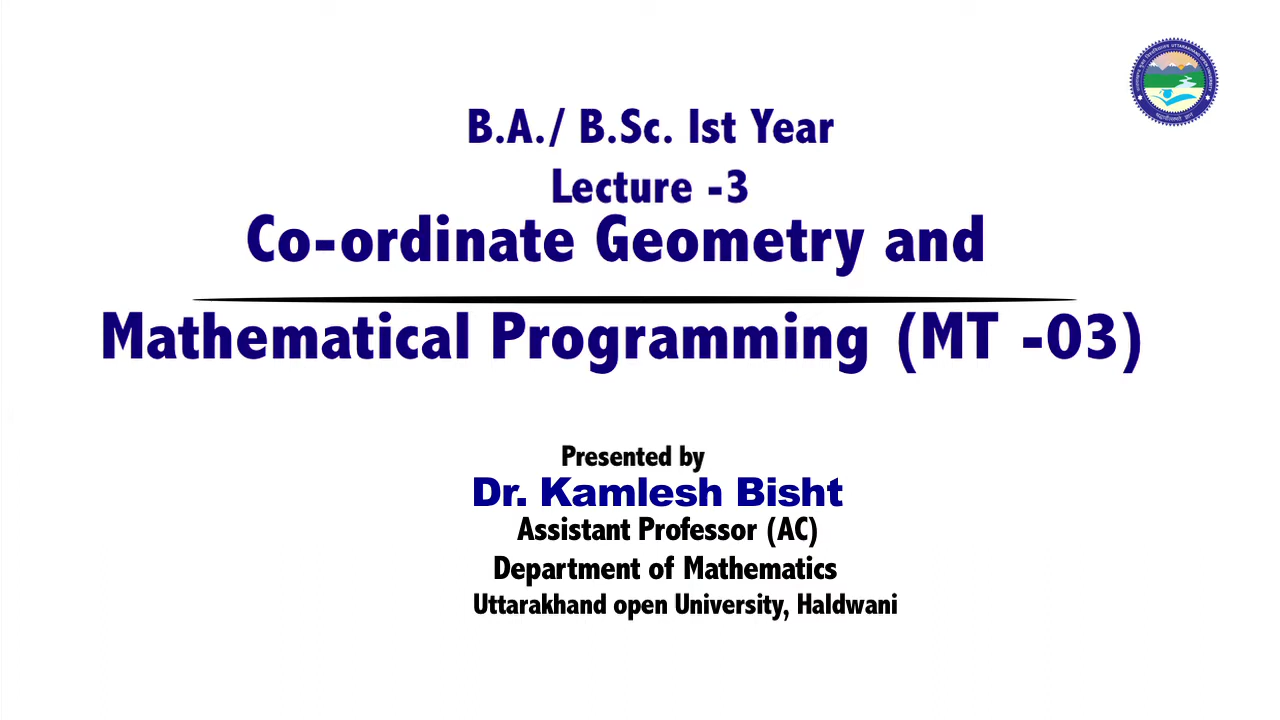 B.A./ B.Sc. Ist Year
Lecture -3
Co-ordinate Geometry and
Mathematical Programming (MT -03)
Presented by
Dr. Kamlesh Bisht
Assistant Professor (AC)
Department of Mathematics
Uttarakhand open University, Haldwani